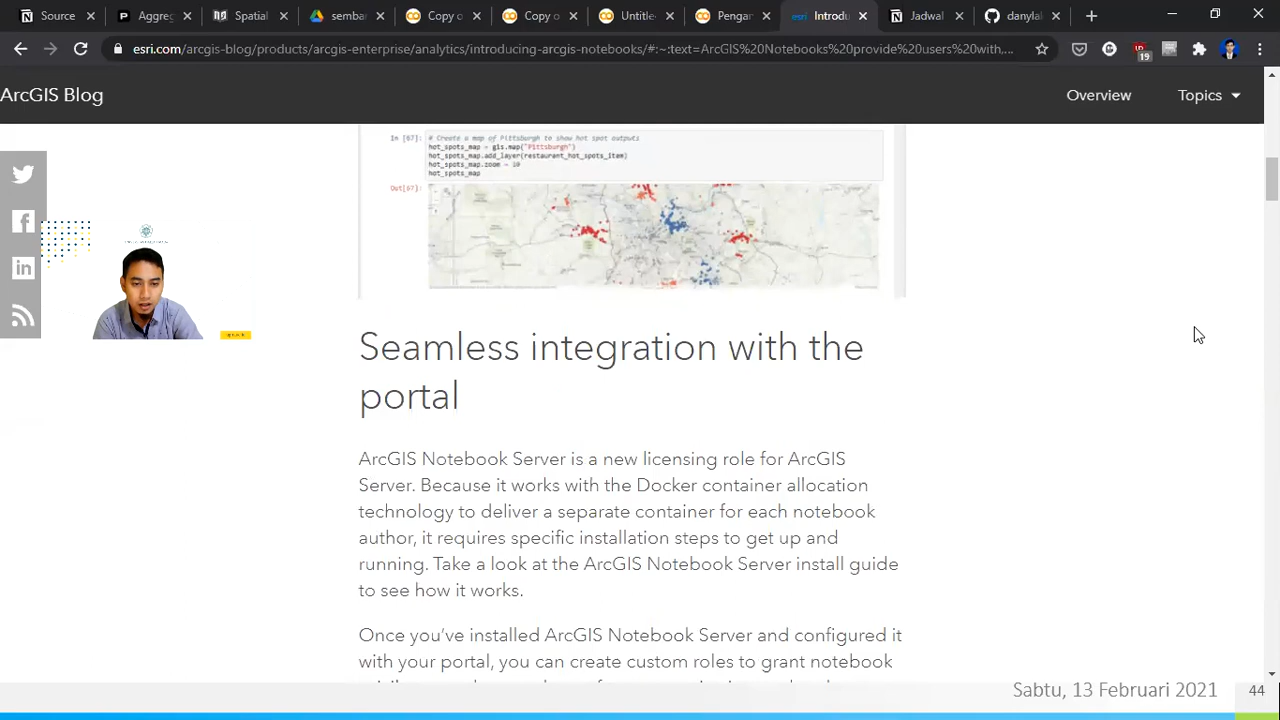 Source
Aggreg
Spatial
semba
Copy o
Copy o
Untitle
Pengan
esri
Introdu
Jadwal
danylal
esri.com/arcgis-blog/products/arcgis-enterprise/analytics/introducing-arcgis-notebooks/#:~:text=ArcGIS%20Notebooks%20provide%20users%20with,...
19
ArcGIS Blog
Overview
Topics
In [67]:
# Create a map of Pittsburgh to show hot spot outputs
hot_spots_map = gis.map("Pittsburgh")
hot_spots_map.add_layer(restaurant_hot_spots_item)
hot_spots_map.zoom = 10
hot_spots_map
Out[67]:
Seamless integration with the
portal
ArcGIS Notebook Server is a new licensing role for ArcGIS
Server. Because it works with the Docker container allocation
technology to deliver a separate container for each notebook
author, it requires specific installation steps to get up and
running. Take a look at the ArcGIS Notebook Server install guide
to see how it works.
Once you've installed ArcGIS Notebook Server and configured it
with your portal, you can create custom roles to grant notebook
Sabtu, 13 Februari 2021
44